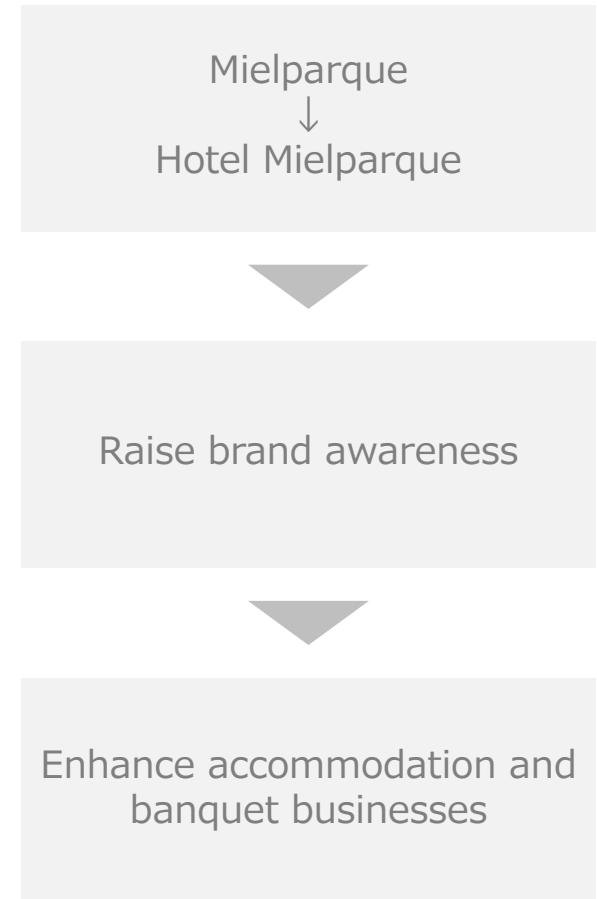 Mielparque
↓
Hotel Mielparque
Raise brand awareness
Enhance accommodation and
banquet businesses